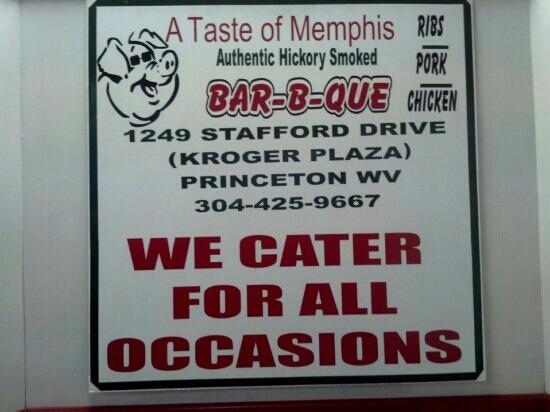 A Taste of Memphis
Authentic Hickory Smoked
BAR-B-QUE
RIBS
PORK
CHICKEN
1249 STAFFORD DRIVE
(KROGER PLAZA)
PRINCETON WV
304-425-9667
WE CATER
FOR ALL
OCCASIONS